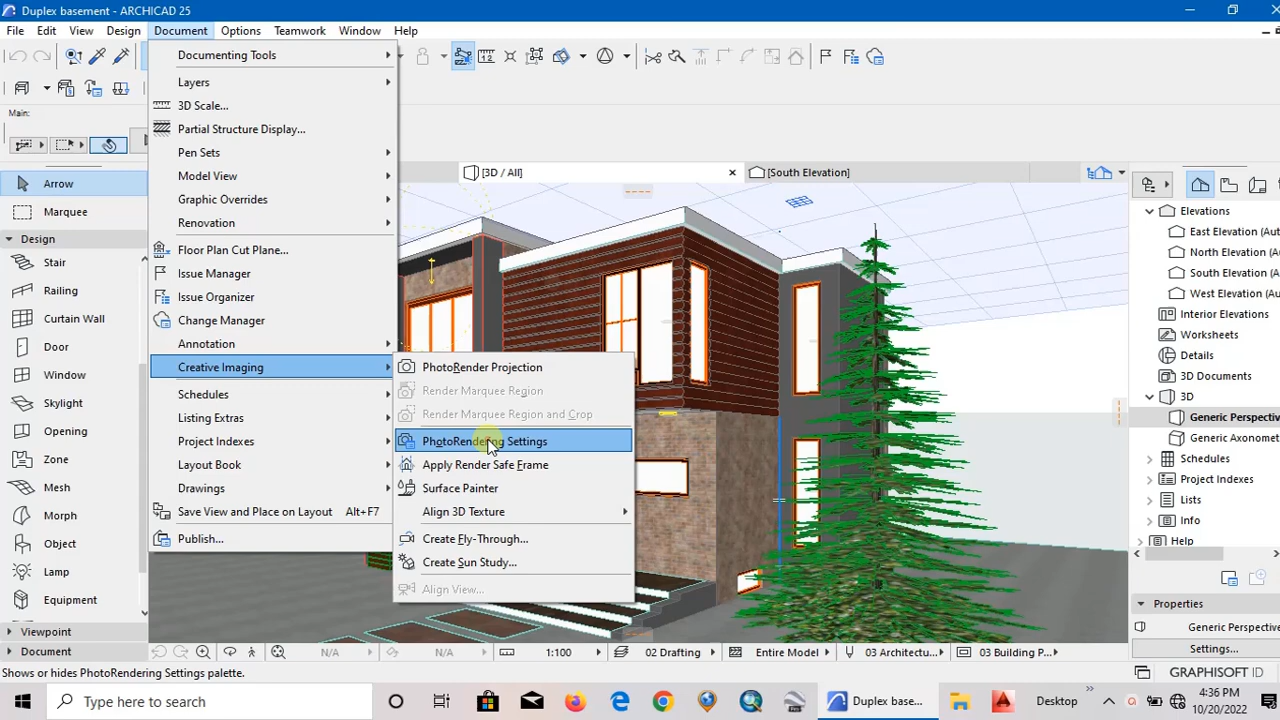 Duplex basement - ARCHICAD 25
File Edit View Design Document Options Teamwork Window Help
Main:
Arrow
Marquee
Design
Stair
Railing
Curtain Wall
Door
Window
Skylight
Opening
Zone
Mesh
Morph
Object
Lamp
Equipment
Viewpoint
Document
Documenting Tools
Layers
3D Scale...
Partial Structure Display...
Pen Sets
Model View
Graphic Overrides
Renovation
Floor Plan Cut Plane...
Issue Manager
Issue Organizer
Change Manager
Annotation
Creative Imaging
Schedules
Listing Extras
Project Indexes
Layout Book
Drawings
Save View and Place on Layout Alt+F7
Publish...
PhotoRender Projection
Render Marquee Region
Render Marquee Region and Crop
PhotoRendering Settings
Apply Render Safe Frame
Surface Painter
Align 3D Texture
Create Fly-Through...
Create Sun Study...
Align View...
[3D / All]
[South Elevation]
Elevations
East Elevation (Au
North Elevation (A
South Elevation (A
West Elevation (Au
Interior Elevations
Worksheets
Details
3D Documents
3D
Generic Perspectiv
Generic Axonomet
Schedules
Project Indexes
Lists
Info
Help
Properties
Generic Perspectiv
Settings...
N/A N/A 1:100 02 Drafting Entire Model 03 Architectu... 03 Building P...
Shows or hides PhotoRendering Settings palette.
GRAPHISOFT ID
Type here to search
Duplex base...
Desktop
4:36 PM
10/20/2022